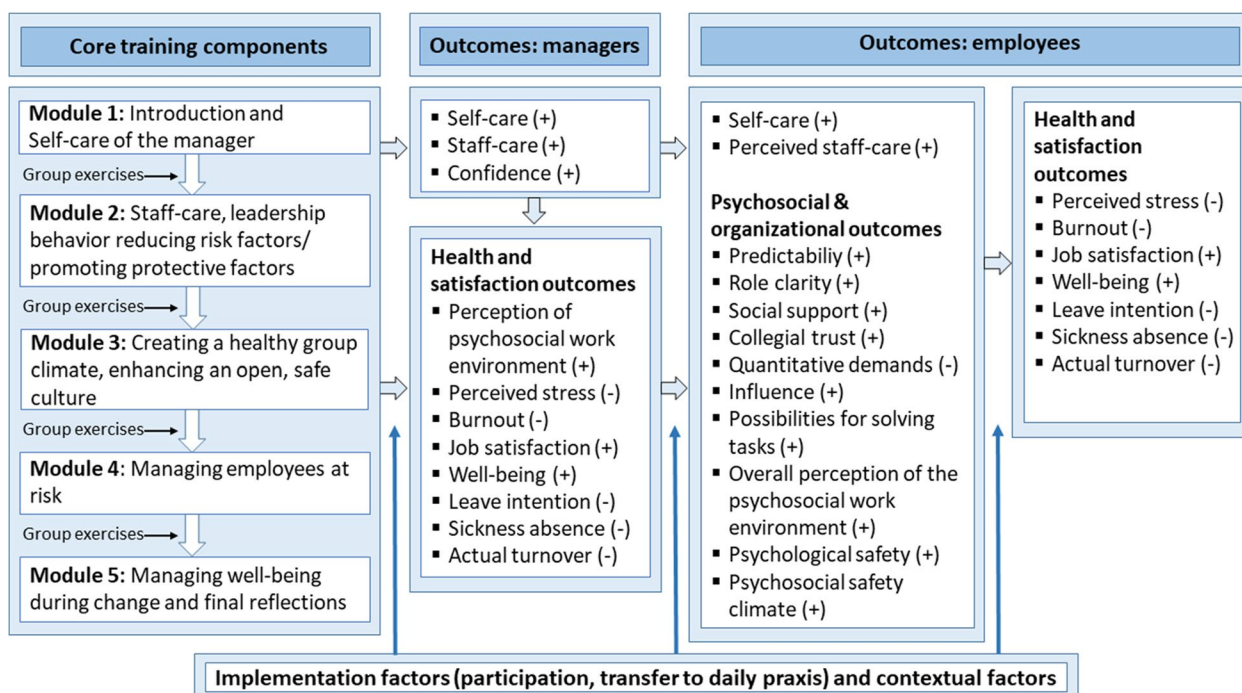 Core training components
Outcomes: managers
Outcomes: employees
Module 1: Introduction and
Self-care of the manager
Group exercises
Module 2: Staff-care, leadership
behavior reducing risk factors/
promoting protective factors
Group exercises
Module 3: Creating a healthy group
climate, enhancing an open, safe
culture
Group exercises
Module 4: Managing employees at
risk
Group exercises
Module 5: Managing well-being
during change and final reflections
▪ Self-care (+)
▪ Staff-care (+)
▪ Confidence (+)
Health and
satisfaction outcomes
▪ Perception of
psychosocial work
environment (+)
▪ Perceived stress (-)
▪ Burnout (-)
▪ Job satisfaction (+)
▪ Well-being (+)
▪ Leave intention (-)
▪ Sickness absence (-)
▪ Actual turnover (-)
▪ Self-care (+)
▪ Perceived staff-care (+)
Psychosocial &
organizational outcomes
▪ Predictabiliy (+)
▪ Role clarity (+)
▪ Social support (+)
▪ Collegial trust (+)
▪ Quantitative demands (-)
▪ Influence (+)
▪ Possibilities for solving
tasks (+)
▪ Overall perception of the
psychosocial work
environment (+)
▪ Psychological safety (+)
▪ Psychosocial safety
climate (+)
Health and
satisfaction
outcomes
▪ Perceived stress (-)
▪ Burnout (-)
▪ Job satisfaction (+)
▪ Well-being (+)
▪ Leave intention (-)
▪ Sickness absence (-)
▪ Actual turnover (-)
Implementation factors (participation, transfer to daily praxis) and contextual factors